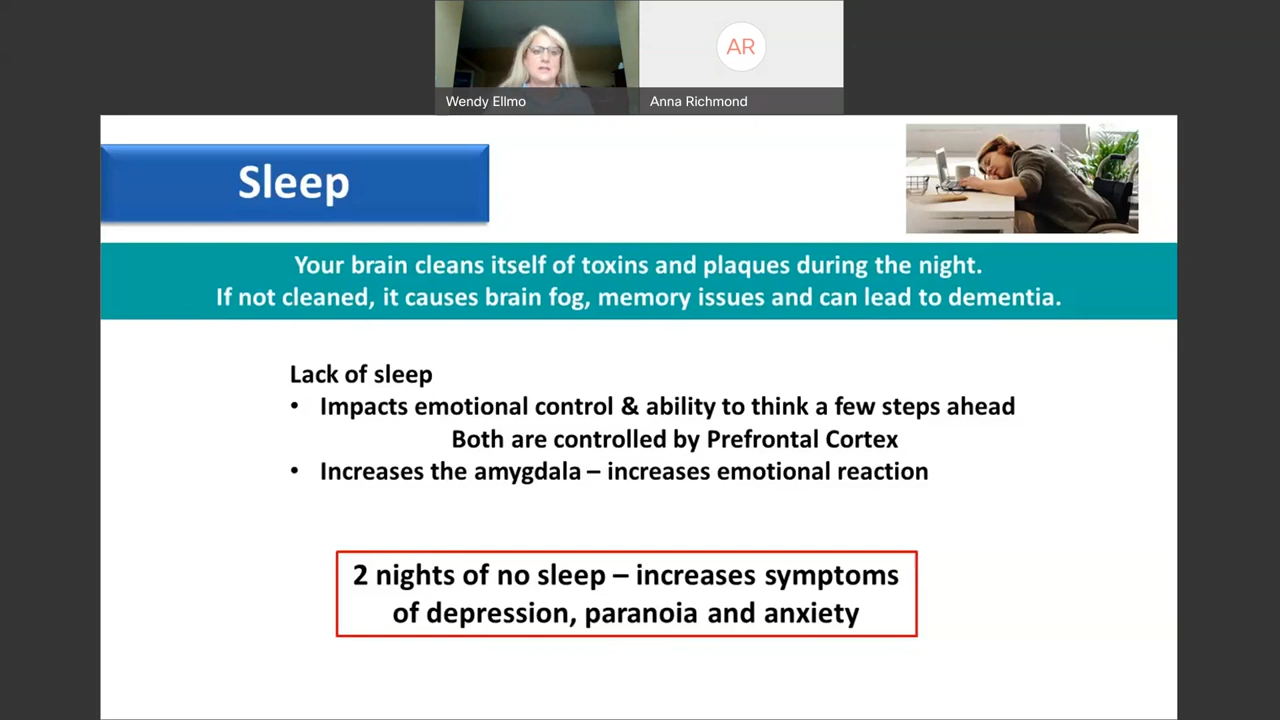 AR
Wendy Ellmo
Anna Richmond
Sleep
Your brain cleans itself of toxins and plaques during the night.
If not cleaned, it causes brain fog, memory issues and can lead to dementia.
Lack of sleep
• Impacts emotional control & ability to think a few steps ahead
Both are controlled by Prefrontal Cortex
• Increases the amygdala – increases emotional reaction
2 nights of no sleep – increases symptoms
of depression, paranoia and anxiety